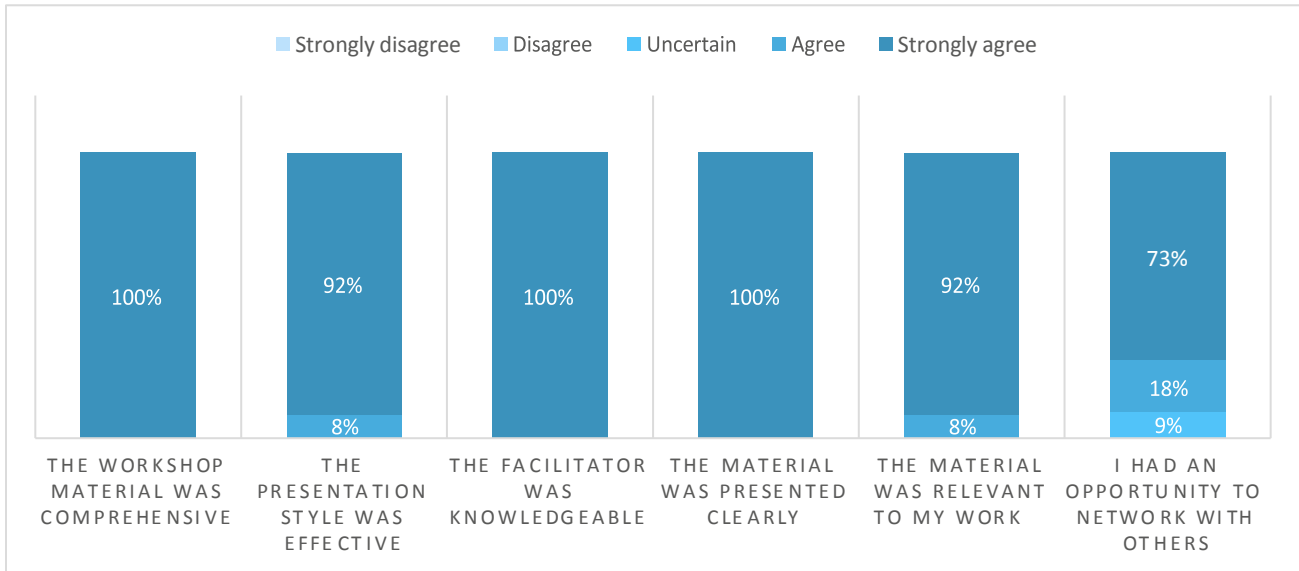 Strongly disagree Disagree Uncertain Agree Strongly agree
100%
92%
8%
100%
100%
92%
8%
73%
18%
9%
THE WORKSHOP
MATERIAL WAS
COMPREHENSIVE
THE
PRESENTATION
STYLE WAS
EFFECTIVE
THE FACILITATOR
WAS
KNOWLEDGEABLE
THE MATERIAL
WAS PRESENTED
CLEARLY
THE MATERIAL
WAS RELEVANT
TO MY WORK
I HAD AN
OPPORTUNITY TO
NETWORK WITH
OTHERS